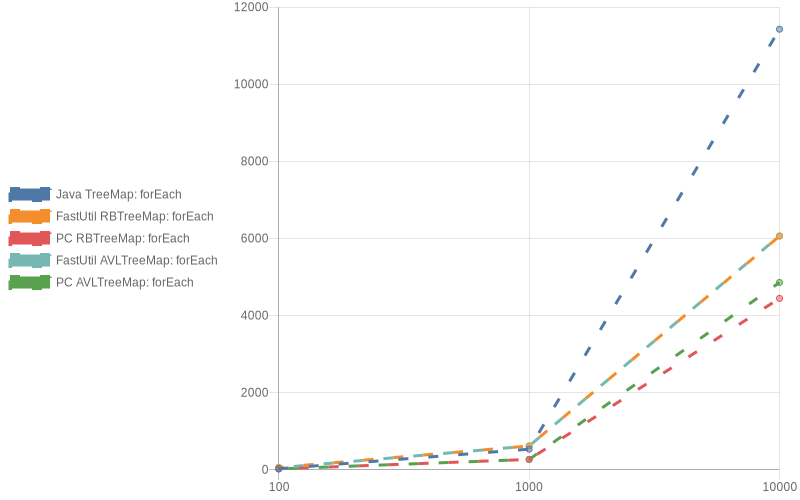 12000
10000
8000
6000
4000
2000
0
Java TreeMap: forEach
FastUtil RBTreeMap: forEach
PC RBTreeMap: forEach
FastUtil AVLTreeMap: forEach
PC AVLTreeMap: forEach
100
1000
10000